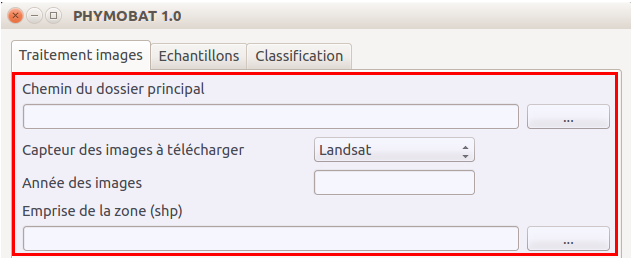 PHYMOBAT 1.0
Traitement images Echantillons Classification
Chemin du dossier principal
...
Capteur des images à télécharger Landsat
Année des images
Emprise de la zone (shp)
...